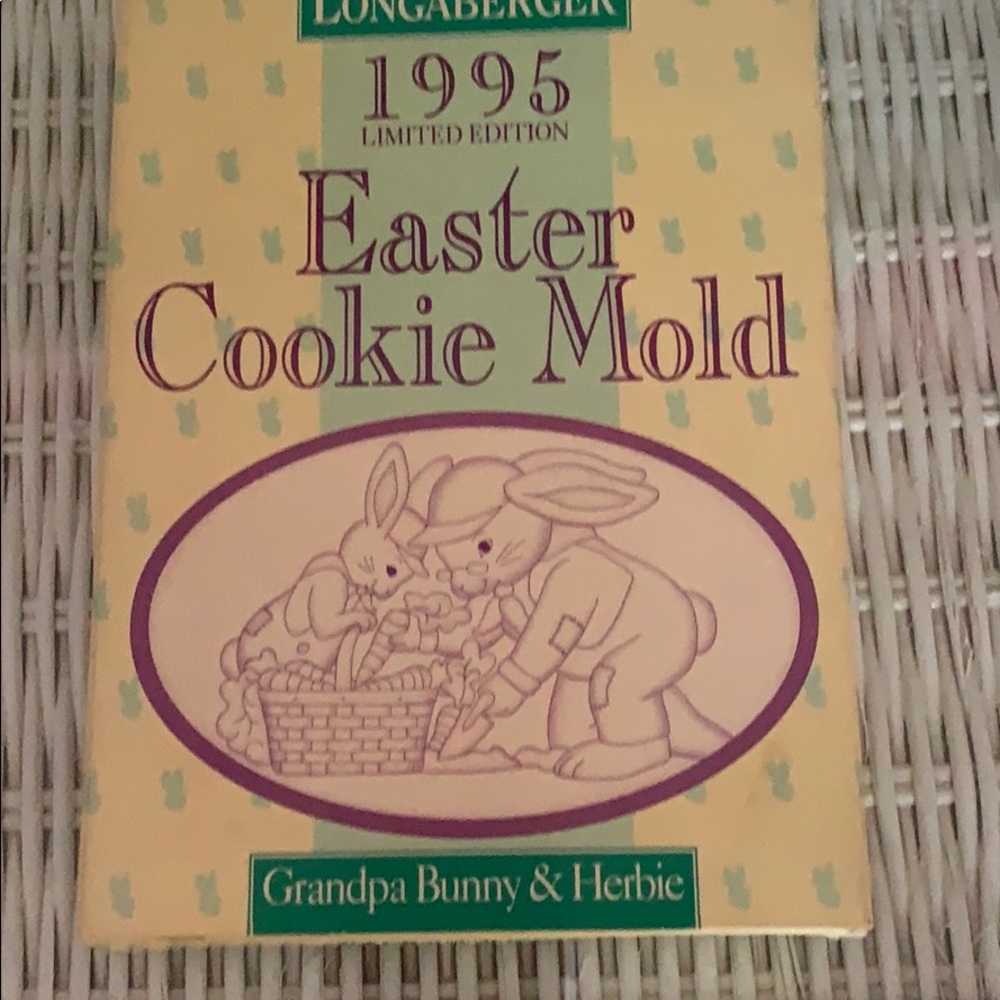 LONGABERGER
1995
LIMITED EDITION
Easter
Cookie Mold
Grandpa Bunny & Herbie